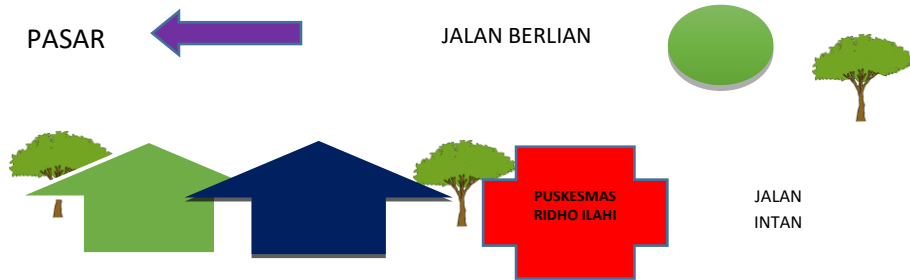 PASAR
JALAN BERLIAN
PUSKESMAS
RIDHO ILAHI
JALAN
INTAN